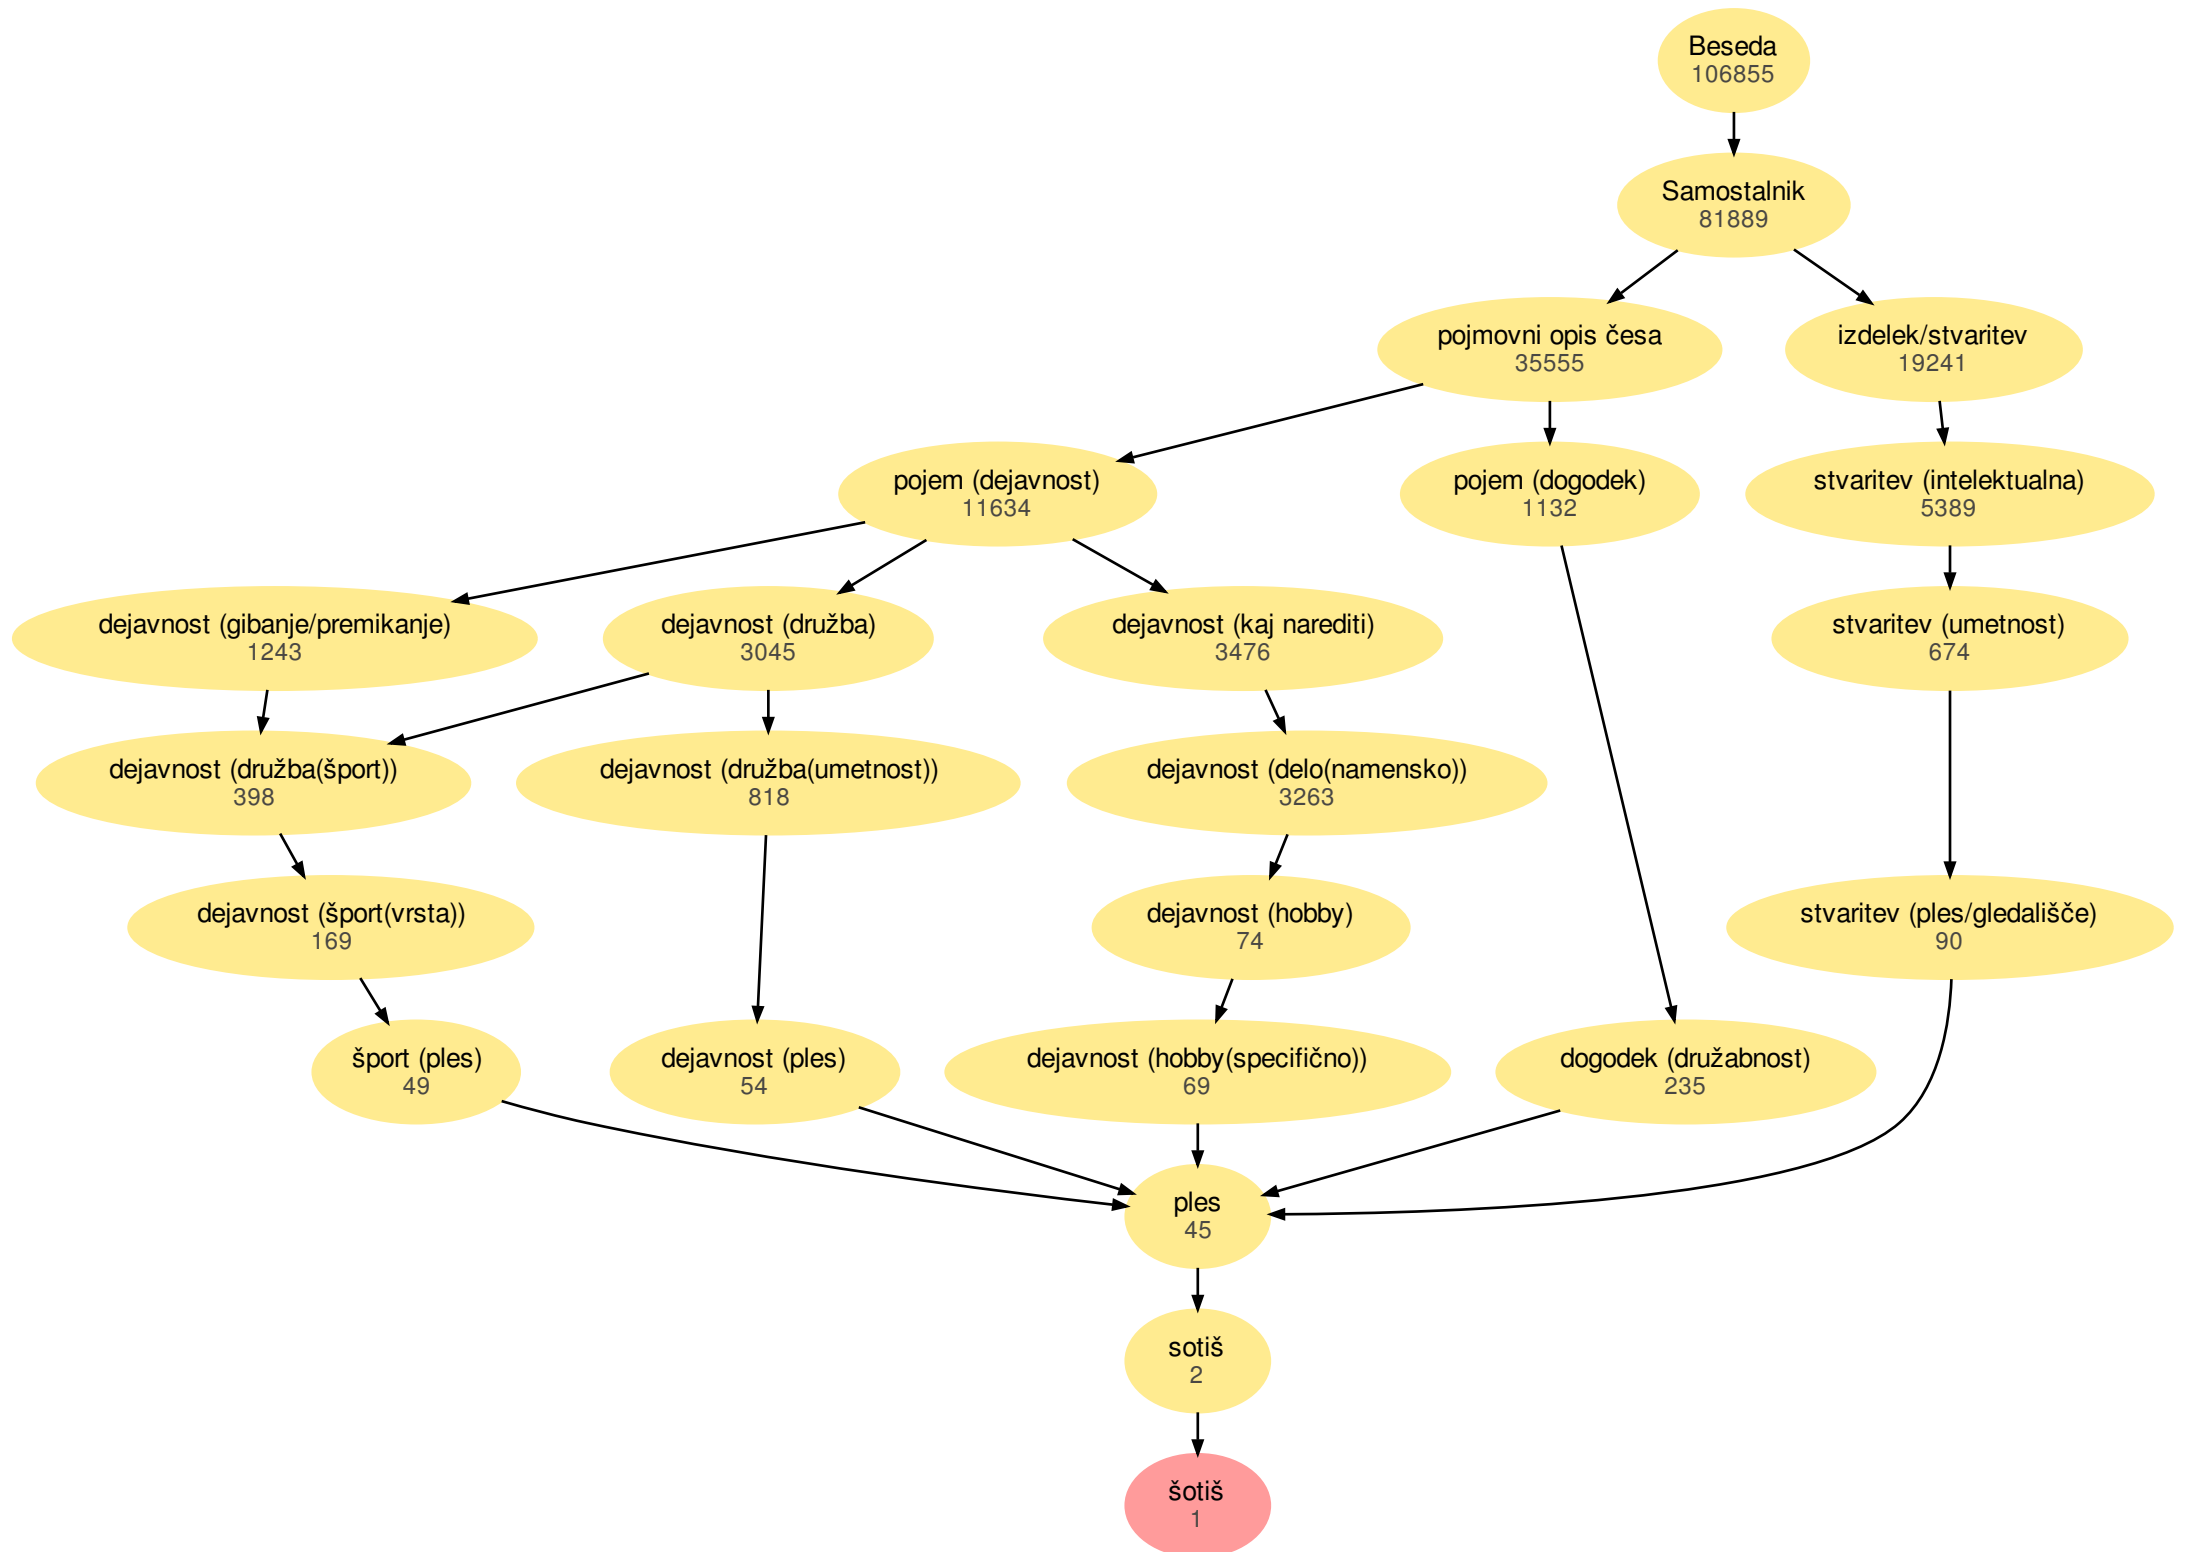 Beseda
106855
Samostalnik
81889
pojmovni opis česa
35555
izdelek/stvaritev
19241
pojem (dejavnost)
11634
pojem (dogodek)
1132
stvaritev (intelektualna)
5389
dejavnost (gibanje/premikanje)
1243
dejavnost (družba)
3045
dejavnost (kaj narediti)
3476
stvaritev (umetnost)
674
dejavnost (družba(šport))
398
dejavnost (družba(umetnost))
818
dejavnost (delo(namensko))
3263
dejavnost (šport(vrsta))
169
dejavnost (hobby)
74
stvaritev (ples/gledališče)
90
šport (ples)
49
dejavnost (ples)
54
dejavnost (hobby(specifično))
69
dogodek (družabnost)
235
ples
45
sotiš
2
šotiš
1